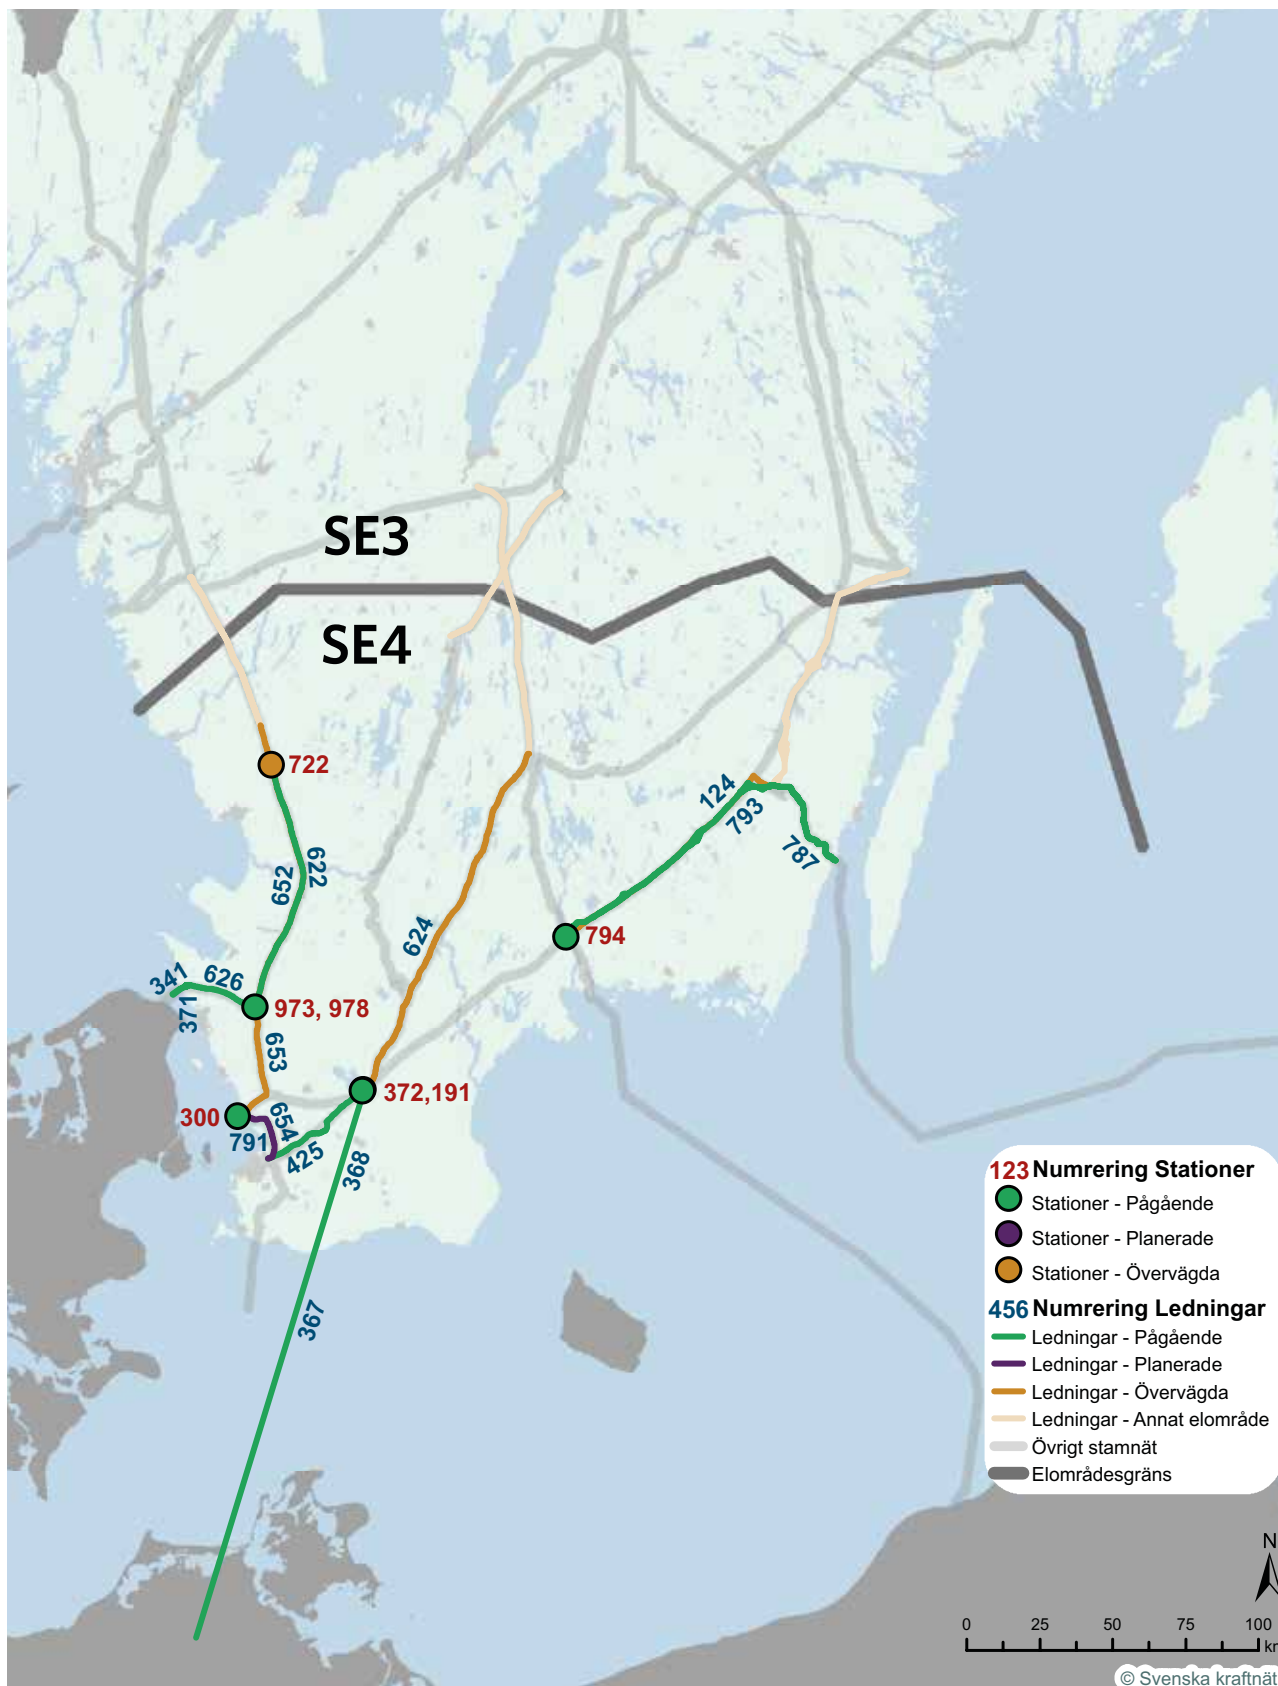 SE3
SE4
722
622
652
624
124
793
787
794
341
626
371
973, 978
653
372,191
300
654
791
425
368
367
123 Numrering Stationer
Stationer - Pågående
Stationer - Planerade
Stationer - Övervägda
456 Numrering Ledningar
Ledningar - Pågående
Ledningar - Planerade
Ledningar - Övervägda
Ledningar - Annat elområde
Övrigt stamnät
Elområdesgräns
N
0 25 50 75 100
km
© Svenska kraftnät